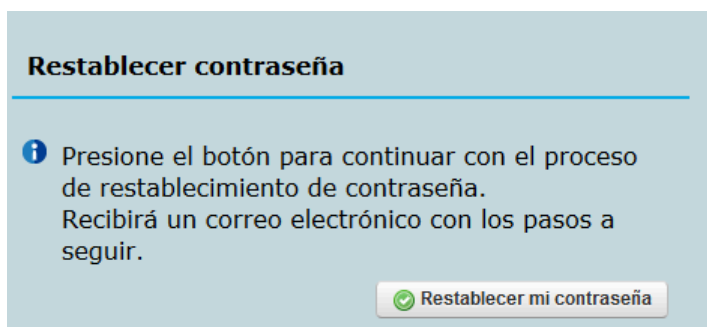 Restablecer contraseña
Presione el botón para continuar con el proceso
de restablecimiento de contraseña.
Recibirá un correo electrónico con los pasos a
seguir.
Restablecer mi contraseña